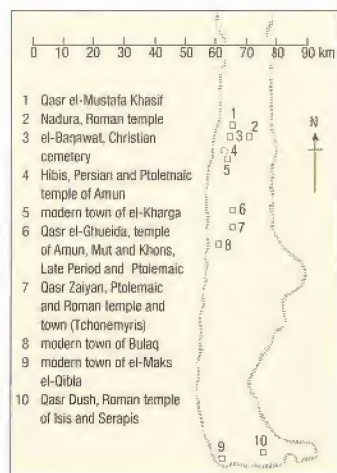 0 10 20 30 40 50 60 70 80 90 km
1 Qasr el-Mustafa Khasif
2 Nadura, Roman temple
3 el-Baqawat, Christian
cemetery
4 Hibis, Persian and Ptolemaic
temple of Amun
5 modern town of el-Kharga
6 Qasr el-Ghueida, temple
of Amun, Mut and Khons,
Late Period and Ptolemaic
7 Qasr Zaiyan, Ptolemaic
and Roman temple and
town (Tchonemyris)
8 modern town of Bulaq
9 modern town of el-Maks
el-Qibla
10 Qasr Dush, Roman temple
of Isis and Serapis
N
1
3 2
4
5
6
7
8
9 10